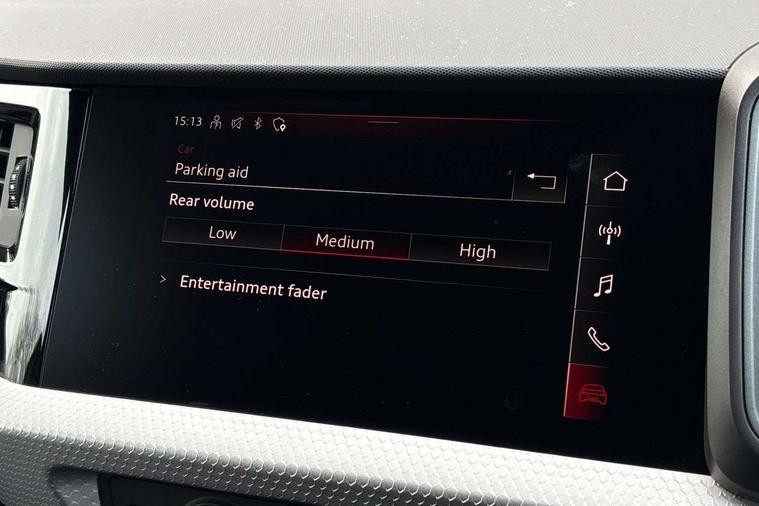 15:13
Car
Parking aid
Rear volume
Low Medium High
> Entertainment fader